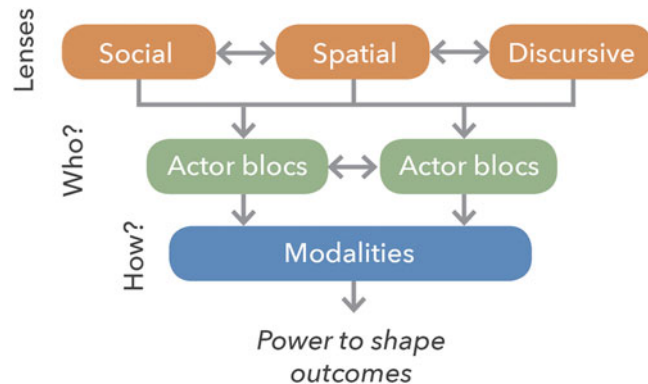 Lenses
Social
Spatial
Discursive
Who?
Actor blocs
Actor blocs
How?
Modalities
Power to shape
outcomes